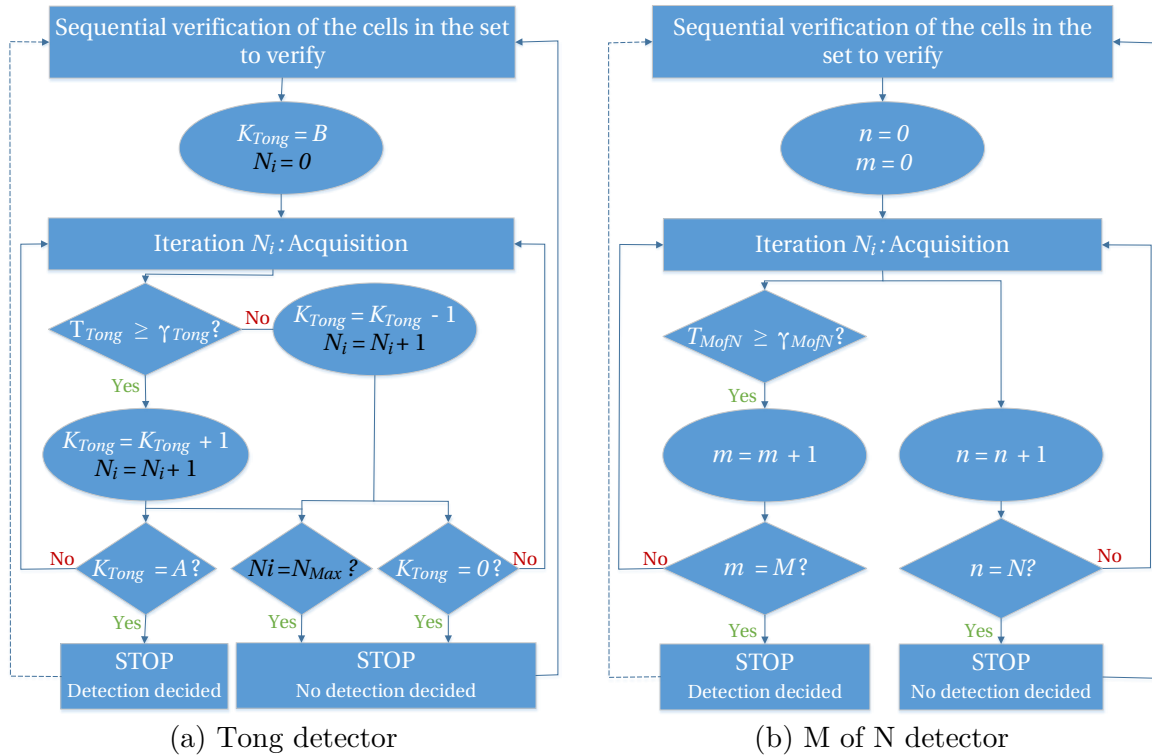 Sequential verification of the cells in the set
to verify
K_Tong = B
N_i = 0
Iteration N_i : Acquisition
T_Tong ≥ γ_Tong ?
No
K_Tong = K_Tong - 1
N_i = N_i + 1
Yes
K_Tong = K_Tong + 1
N_i = N_i + 1
No
K_Tong = A ?
Ni = N_Max ?
K_Tong = 0 ?
No
Yes
Yes
Yes
STOP
Detection decided
STOP
No detection decided
(a) Tong detector
Sequential verification of the cells in the
set to verify
n = 0
m = 0
Iteration N_i : Acquisition
T_MofN ≥ γ_MofN ?
Yes
m = m + 1
n = n + 1
No
m = M?
n = N?
No
Yes
Yes
STOP
Detection decided
STOP
No detection decided
(b) M of N detector